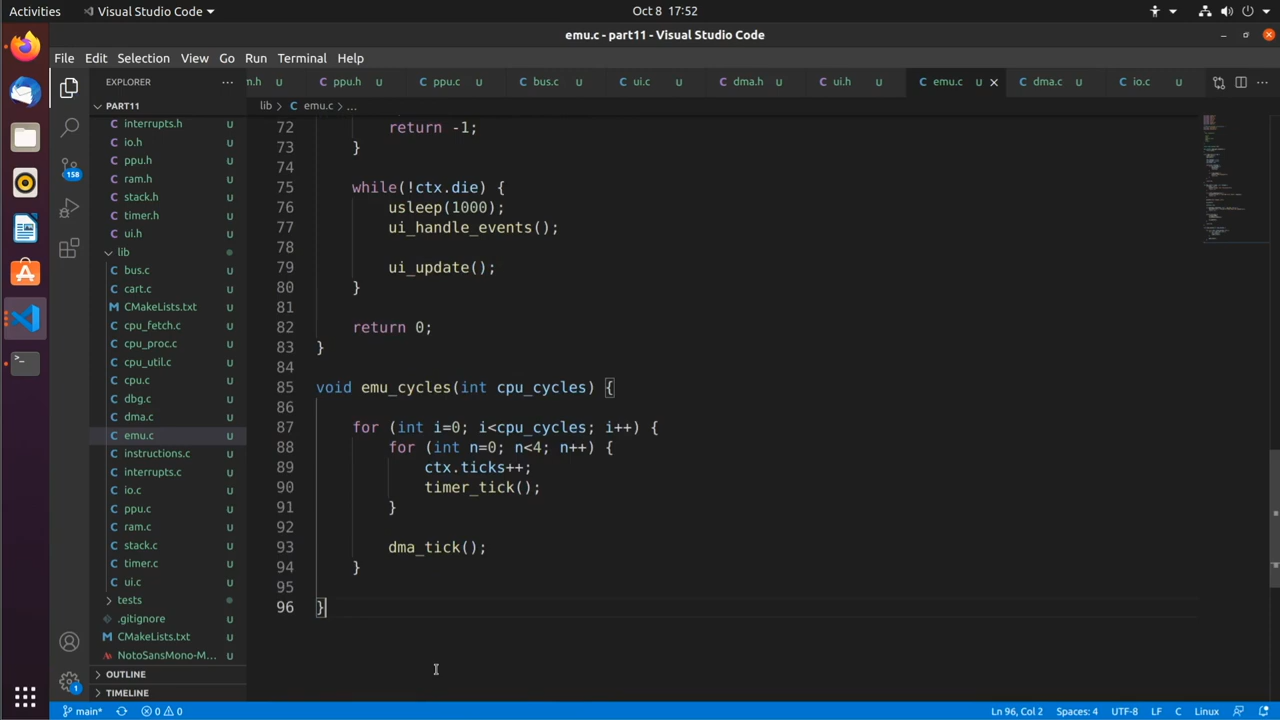 Activities
Visual Studio Code
Oct 8 17:52
emu.c - part11 - Visual Studio Code
File Edit Selection View Go Run Terminal Help
EXPLORER
m.h U
ppu.h U
ppu.c U
bus.c U
ui.c U
dma.h U
ui.h U
emu.c U
dma.c U
io.c U
PART11
lib > C emu.c > ...
interrupts.h U
io.h U
ppu.h U
ram.h U
stack.h U
timer.h U
ui.h U
lib
bus.c U
cart.c U
CMakeLists.txt U
cpu_fetch.c U
cpu_proc.c U
cpu_util.c U
cpu.c U
dbg.c U
dma.c U
emu.c U
instructions.c U
interrupts.c U
io.c U
ppu.c U
ram.c U
stack.c U
timer.c U
ui.c U
tests
.gitignore U
CMakeLists.txt U
NotoSansMono-M... U
OUTLINE
TIMELINE
158
1
72 return -1;
73 }
74
75 while(!ctx.die) {
76 usleep(1000);
77 ui_handle_events();
78
79 ui_update();
80 }
81
82 return 0;
83 }
84
85 void emu_cycles(int cpu_cycles) {
86
87 for (int i=0; i<cpu_cycles; i++) {
88 for (int n=0; n<4; n++) {
89 ctx.ticks++;
90 timer_tick();
91 }
92
93 dma_tick();
94 }
95
96 }
main* 0 0 Ln 96, Col 2 Spaces: 4 UTF-8 LF C Linux